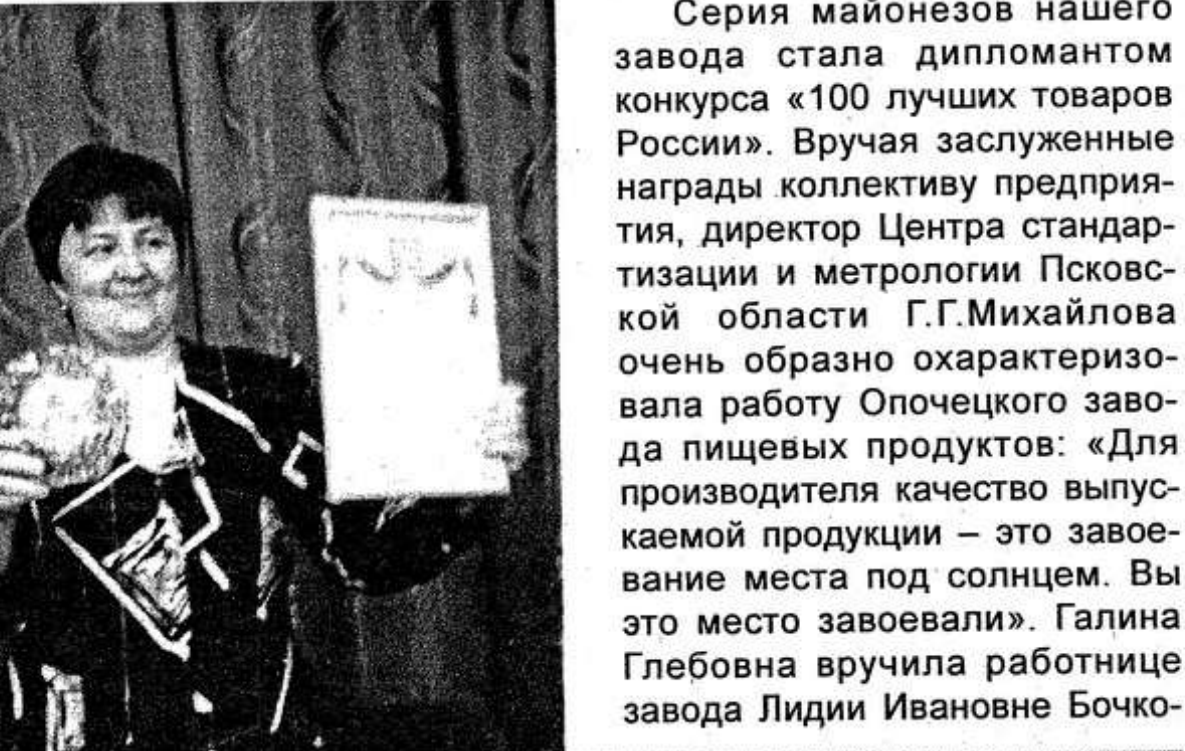 Серия майонезов нашего
завода стала дипломантом
конкурса «100 лучших товаров
России». Вручая заслуженные
награды коллективу предприя-
тия, директор Центра стандар-
тизации и метрологии Псковс-
кой области Г.Г.Михайлова
очень образно охарактеризо-
вала работу Опочецкого заво-
да пищевых продуктов: «Для
производителя качество выпус-
каемой продукции – это завое-
вание места под солнцем. Вы
это место завоевали». Галина
Глебовна вручила работнице
завода Лидии Ивановне Бочко-